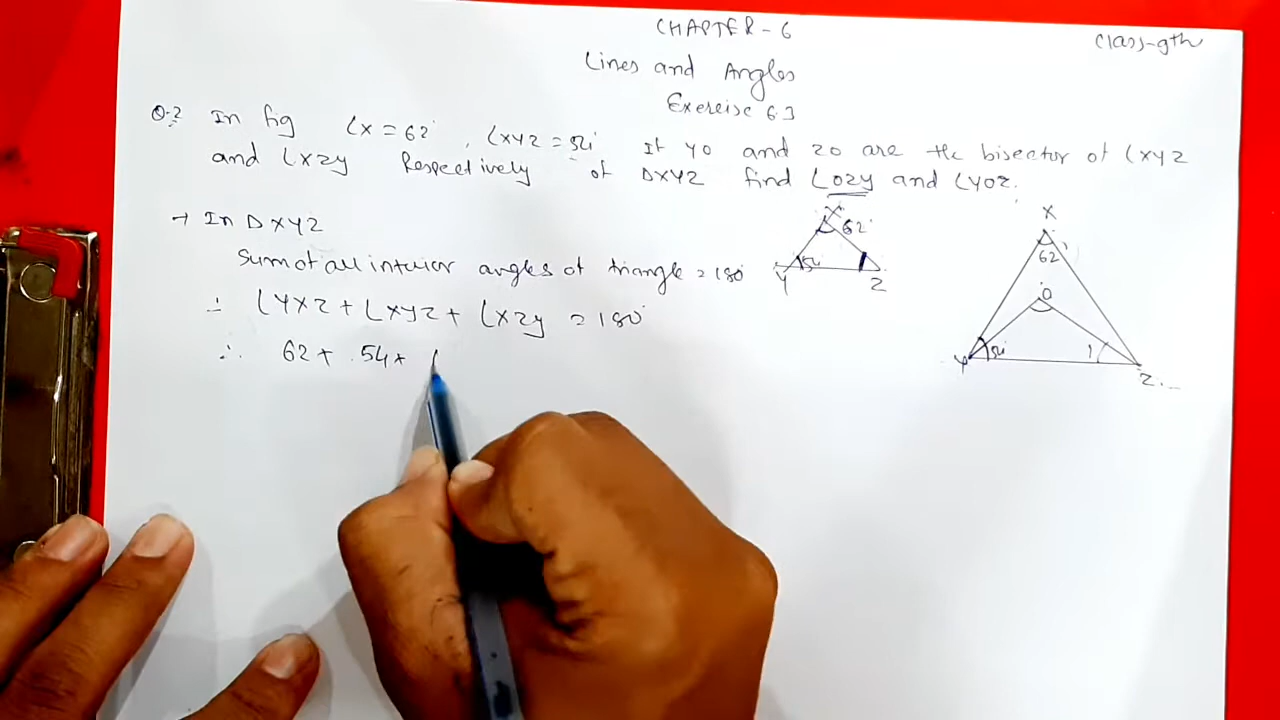 CHAPTER - 6
Class-9th
Lines and Angles
Exercise 6.3
Q.2 In fig ∠X = 62°, ∠XYZ = 54° If YO and ZO are the bisector of ∠XYZ
and ∠XZY Respectively of ΔXYZ find ∠OZY and ∠YOZ.
→ In ΔXYZ
Sum of all interior angles of triangle = 180°
∴ ∠YXZ + ∠XYZ + ∠XZY = 180°
∴ 62 + 54 +
X
62°
54°
Y
Z
X
62°
O
54°
Y
Z